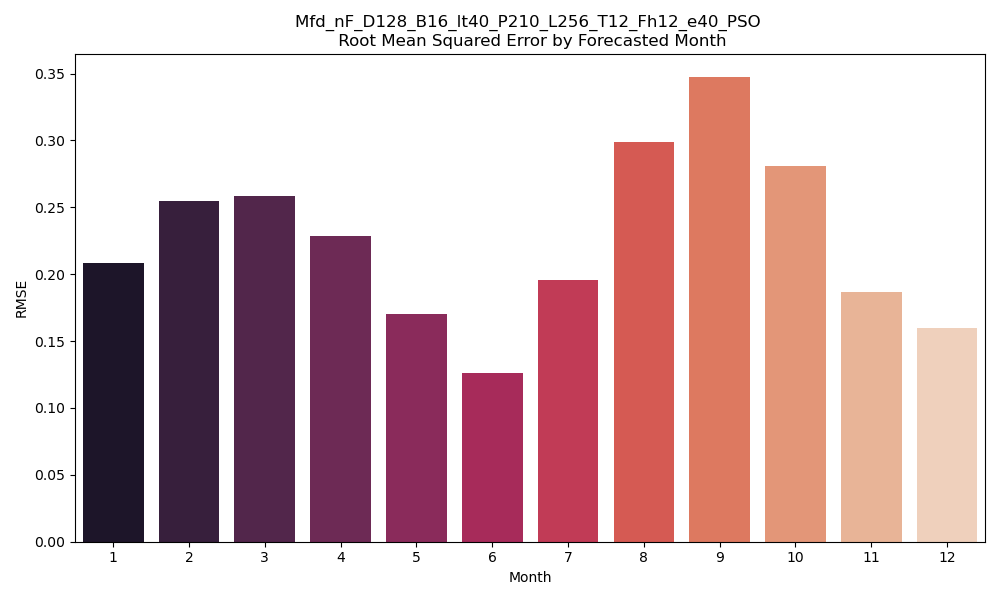 Mfd_nF_D128_B16_lt40_P210_L256_T12_Fh12_e40_PSO
Root Mean Squared Error by Forecasted Month
0.35
0.30
0.25
0.20
0.15
0.10
0.05
0.00
RMSE
1 2 3 4 5 6 7 8 9 10 11 12
Month